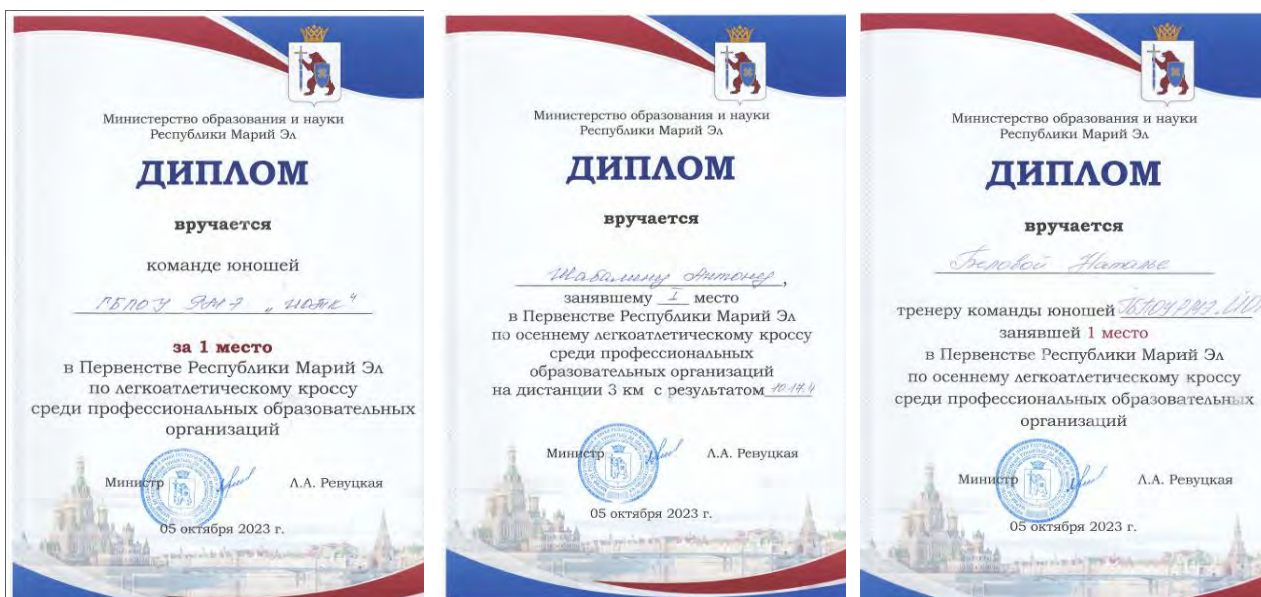 Министерство образования и науки
Республики Марий Эл
ДИПЛОМ
вручается
команде юношей
ГБПОУ РМЭ „ЙОТК“
за 1 место
в Первенстве Республики Марий Эл
по легкоатлетическому кроссу
среди профессиональных образовательных
организаций
Министр Л.А. Ревуцкая
05 октября 2023 г.
Министерство образования и науки
Республики Марий Эл
ДИПЛОМ
вручается
Шабалину Антону,
занявшему I место
в Первенстве Республики Марий Эл
по осеннему легкоатлетическому кроссу
среди профессиональных
образовательных организаций
на дистанции 3 км с результатом 10.17.4
Министр Л.А. Ревуцкая
05 октября 2023 г.
Министерство образования и науки
Республики Марий Эл
ДИПЛОМ
вручается
Беловой Наталье
тренеру команды юношей ГБПОУ РМЭ
занявшей 1 место
в Первенстве Республики Марий Эл
по осеннему легкоатлетическому кроссу
среди профессиональных образовательных
организаций
Министр Л.А. Ревуцкая
05 октября 2023 г.